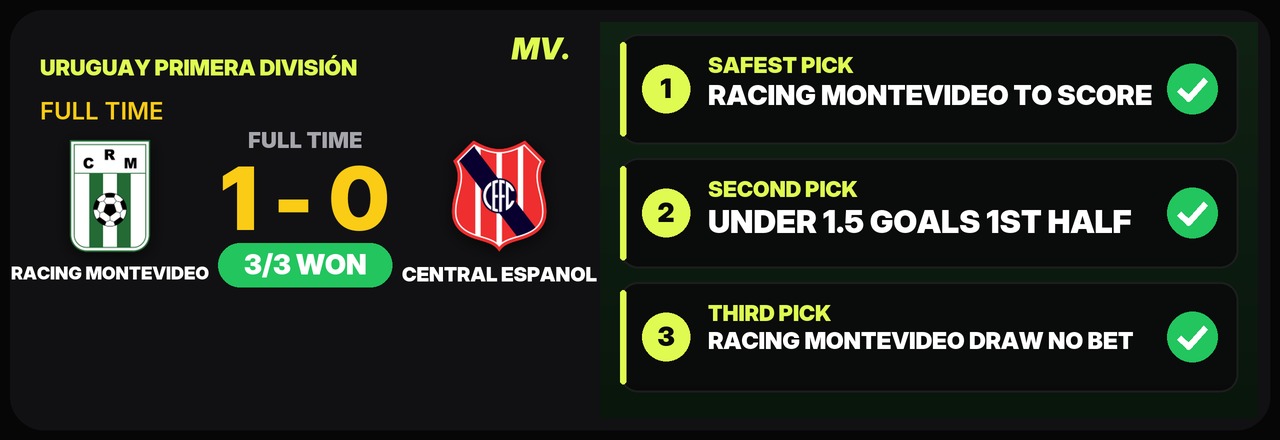 MV.
URUGUAY PRIMERA DIVISIÓN
FULL TIME
C R M
FULL TIME
1 - 0
CEFC
3/3 WON
RACING MONTEVIDEO
CENTRAL ESPANOL
1
SAFEST PICK
RACING MONTEVIDEO TO SCORE
2
SECOND PICK
UNDER 1.5 GOALS 1ST HALF
3
THIRD PICK
RACING MONTEVIDEO DRAW NO BET